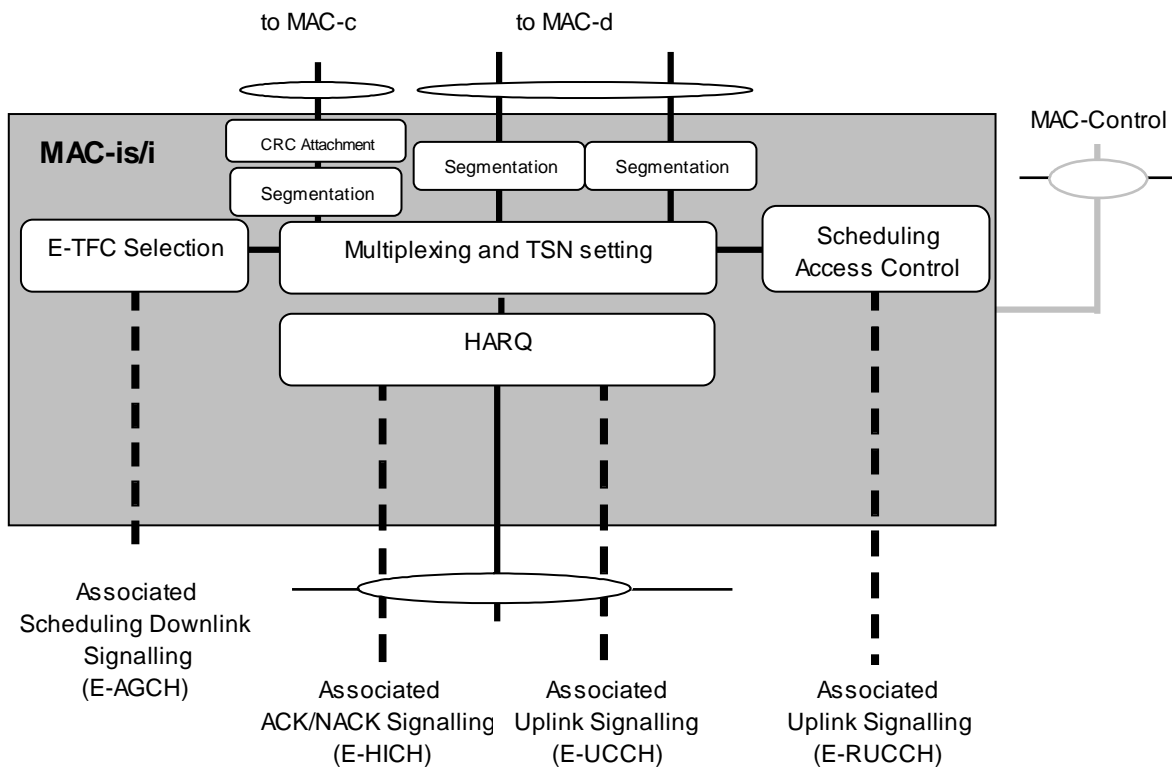 to MAC-c
to MAC-d
MAC-Control
MAC-is/i
CRC Attachment
Segmentation
Segmentation
Segmentation
E-TFC Selection
Multiplexing and TSN setting
Scheduling
Access Control
HARQ
Associated
Scheduling Downlink
Signalling
(E-AGCH)
Associated
ACK/NACK Signalling
(E-HICH)
Associated
Uplink Signalling
(E-UCCH)
Associated
Uplink Signalling
(E-RUCCH)